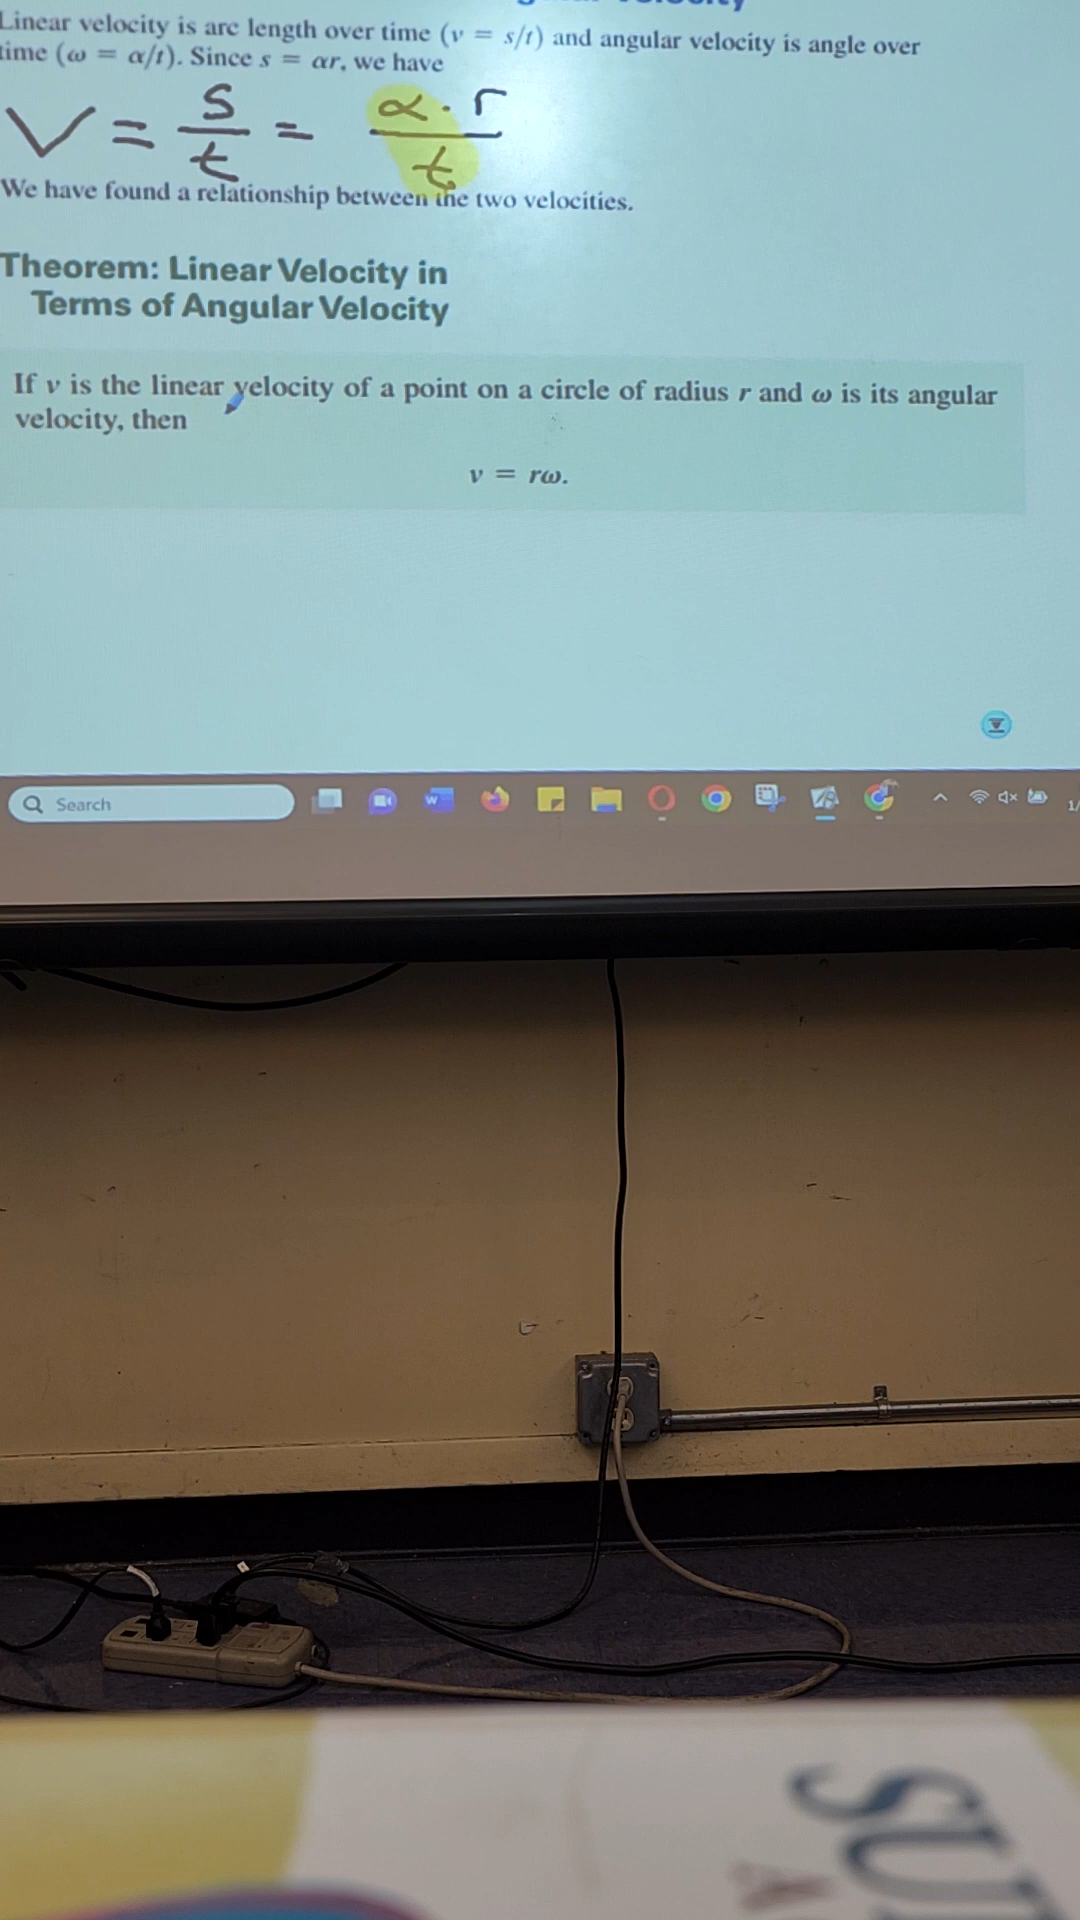 Linear velocity is arc length over time (v = s/t) and angular velocity is angle over
time (ω = α/t). Since s = αr, we have
V = s/t = α · r/t
We have found a relationship between the two velocities.
Theorem: Linear Velocity in
Terms of Angular Velocity
If v is the linear velocity of a point on a circle of radius r and ω is its angular
velocity, then
v = rω.
Search
1/
SU